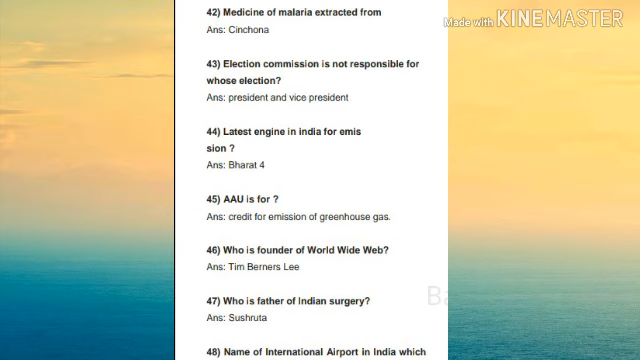 42) Medicine of malaria extracted from
Made with KINEMASTER
Ans: Cinchona
43) Election commission is not responsible for
whose election?
Ans: president and vice president
44) Latest engine in india for emis
sion ?
Ans: Bharat 4
45) AAU is for ?
Ans: credit for emission of greenhouse gas.
46) Who is founder of World Wide Web?
Ans: Tim Berners Lee
47) Who is father of Indian surgery?
Ans: Sushruta
48) Name of International Airport in India which